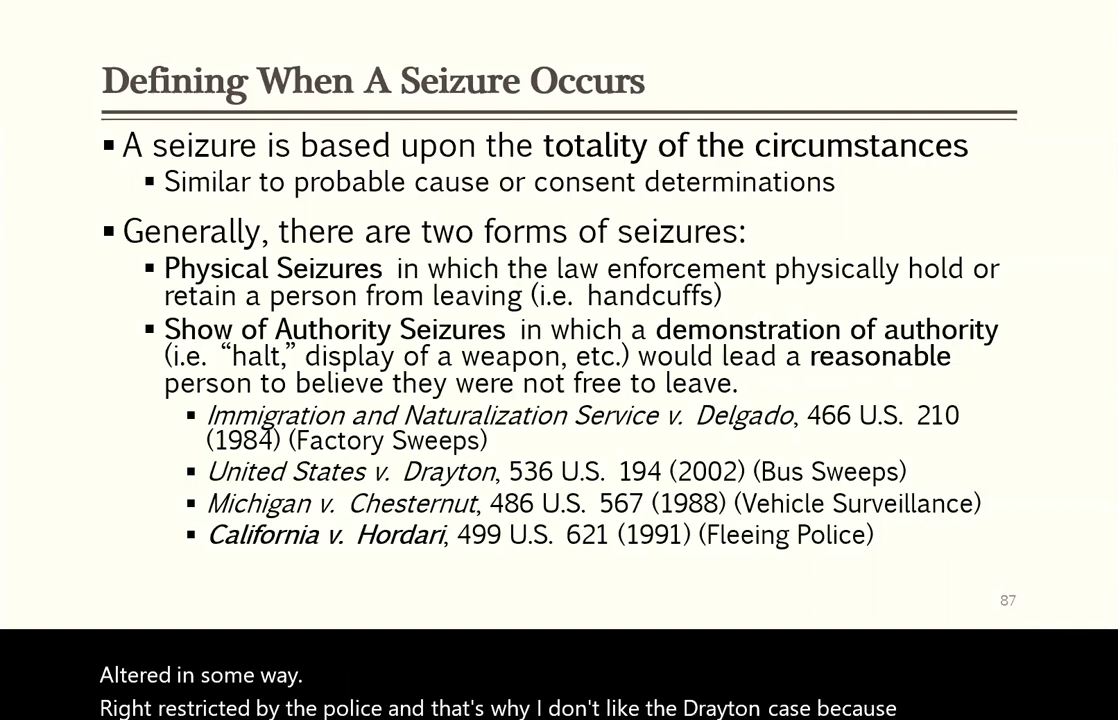 Defining When A Seizure Occurs
▪ A seizure is based upon the totality of the circumstances
▪ Similar to probable cause or consent determinations
▪ Generally, there are two forms of seizures:
▪ Physical Seizures in which the law enforcement physically hold or
retain a person from leaving (i.e. handcuffs)
▪ Show of Authority Seizures in which a demonstration of authority
(i.e. “halt,” display of a weapon, etc.) would lead a reasonable
person to believe they were not free to leave.
▪ Immigration and Naturalization Service v. Delgado, 466 U.S. 210
(1984) (Factory Sweeps)
▪ United States v. Drayton, 536 U.S. 194 (2002) (Bus Sweeps)
▪ Michigan v. Chesternut, 486 U.S. 567 (1988) (Vehicle Surveillance)
▪ California v. Hordari, 499 U.S. 621 (1991) (Fleeing Police)
87
Altered in some way.
Right restricted by the police and that's why I don't like the Drayton case because